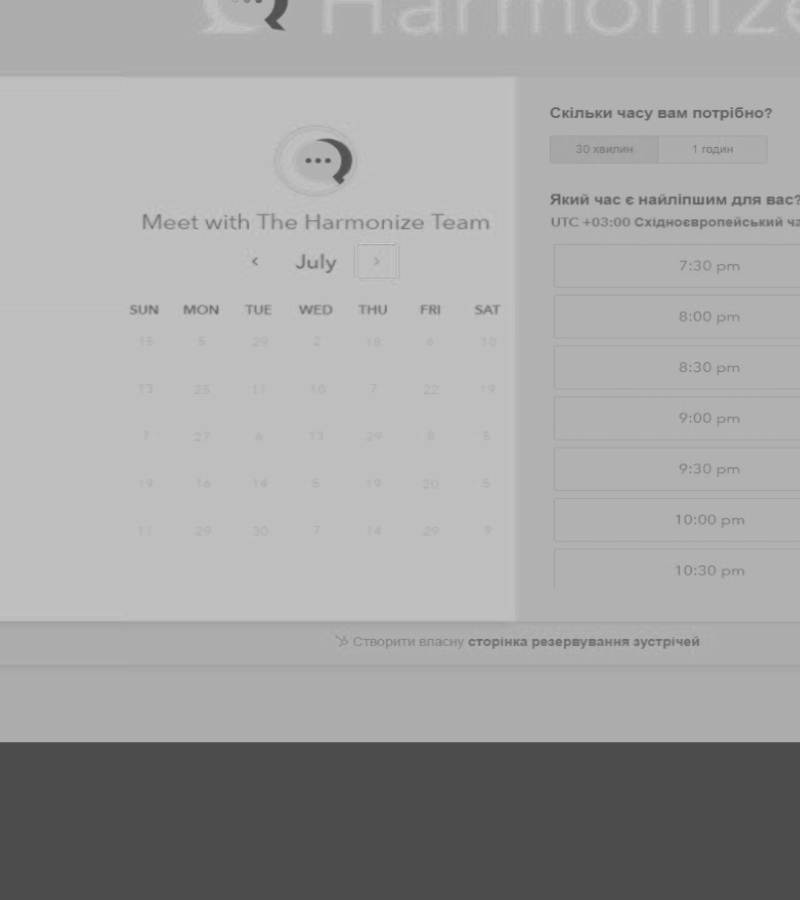 Harmonize
Meet with The Harmonize Team
July
SUN MON TUE WED THU FRI SAT
15 5 29 2 18 6 10
13 25 11 10 7 22 19
7 27 6 13 29 8 5
19 16 14 5 19 20 5
11 29 30 7 14 29 9
Скільки часу вам потрібно?
30 хвилин 1 годин
Який час є найліпшим для вас?
UTC +03:00 Східноєвропейський
7:30 pm
8:00 pm
8:30 pm
9:00 pm
9:30 pm
10:00 pm
10:30 pm
Створити власну сторінка резервування зустрічей